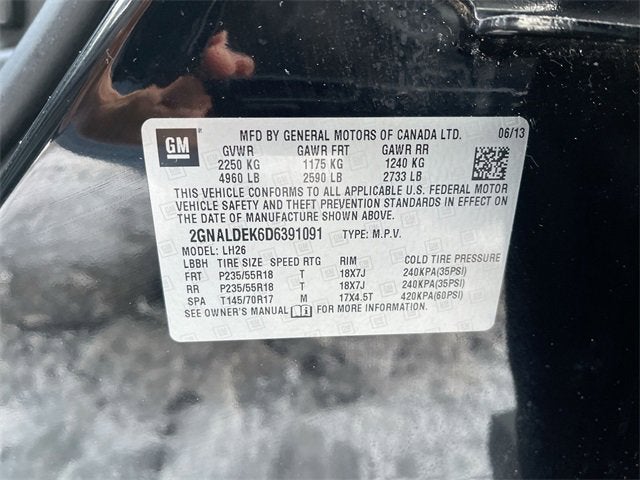 GM
MFD BY GENERAL MOTORS OF CANADA LTD. 06/13
GVWR GAWR FRT GAWR RR
2250 KG 1175 KG 1240 KG
4960 LB 2590 LB 2733 LB
THIS VEHICLE CONFORMS TO ALL APPLICABLE U.S. FEDERAL MOTOR
VEHICLE SAFETY AND THEFT PREVENTION STANDARDS IN EFFECT ON
THE DATE OF MANUFACTURE SHOWN ABOVE.
2GNALDEK6D6391091 TYPE: M.P.V.
MODEL: LH26
LBBH TIRE SIZE SPEED RTG RIM COLD TIRE PRESSURE
FRT P235/55R18 T 18X7J 240KPA(35PSI)
RR P235/55R18 T 18X7J 240KPA(35PSI)
SPA T145/70R17 M 17X4.5T 420KPA(60PSI)
SEE OWNER'S MANUAL FOR MORE INFORMATION.